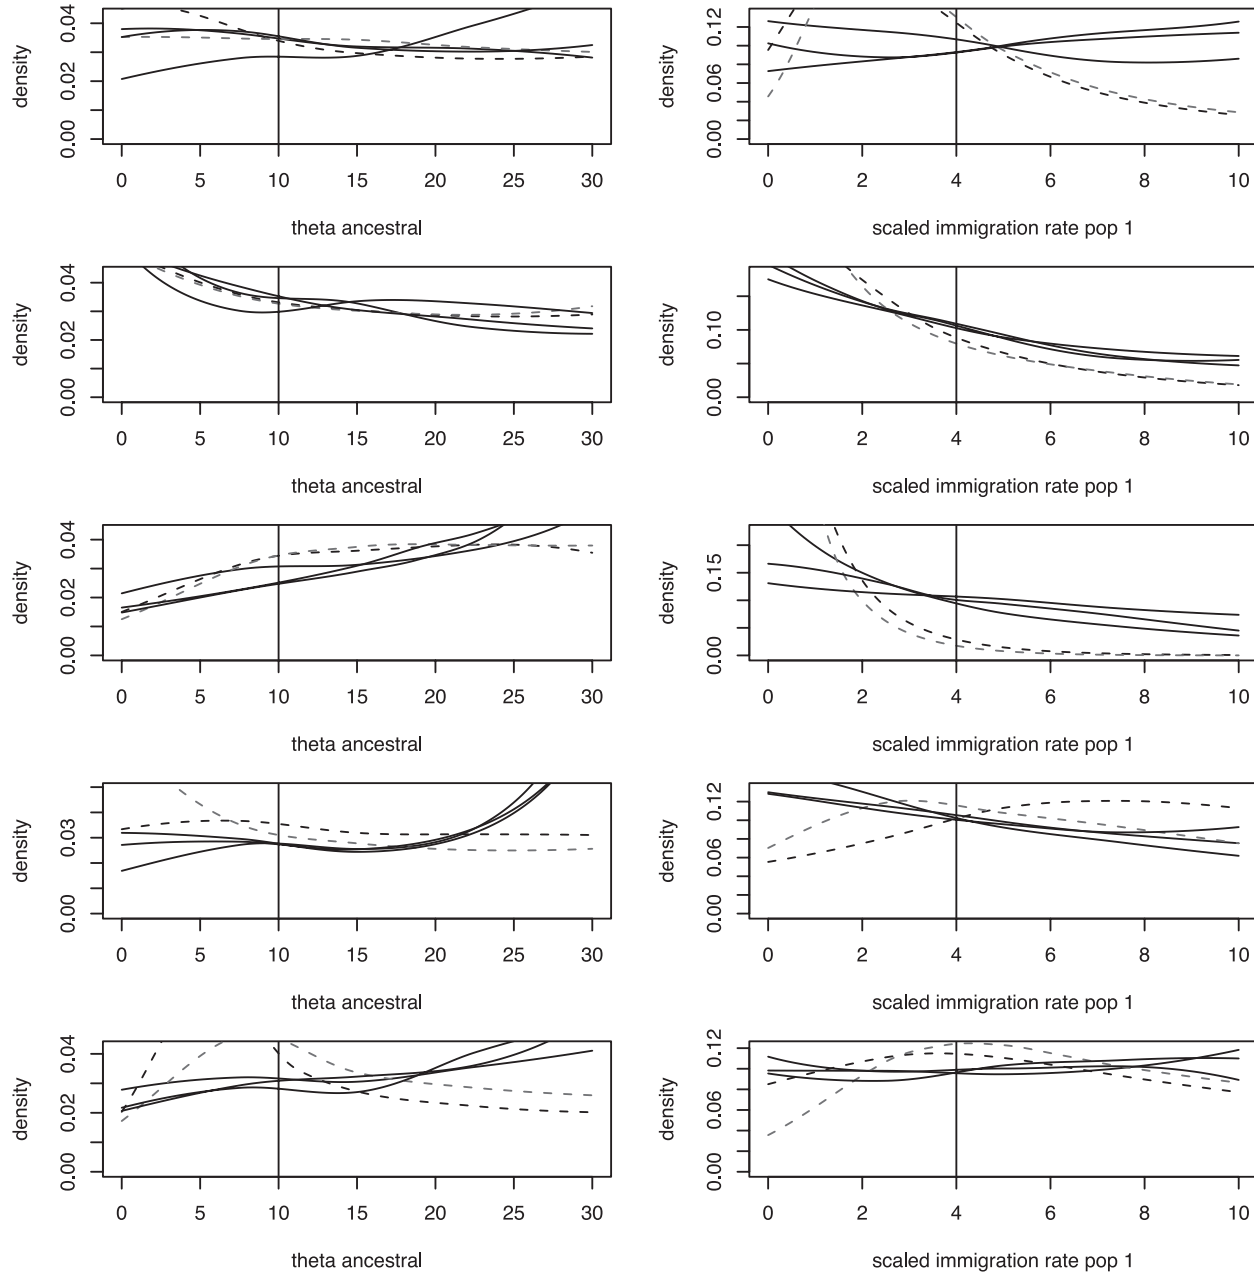 density
0.00 0.02 0.04
0 5 10 15 20 25 30
theta ancestral
density
0.00 0.06 0.12
0 2 4 6 8 10
scaled immigration rate pop 1
density
0.00 0.02 0.04
0 5 10 15 20 25 30
theta ancestral
density
0.00 0.10
0 2 4 6 8 10
scaled immigration rate pop 1
density
0.00 0.02 0.04
0 5 10 15 20 25 30
theta ancestral
density
0.00 0.15
0 2 4 6 8 10
scaled immigration rate pop 1
density
0.00 0.03
0 5 10 15 20 25 30
theta ancestral
density
0.00 0.06 0.12
0 2 4 6 8 10
scaled immigration rate pop 1
density
0.00 0.02 0.04
0 5 10 15 20 25 30
theta ancestral
density
0.00 0.06 0.12
0 2 4 6 8 10
scaled immigration rate pop 1